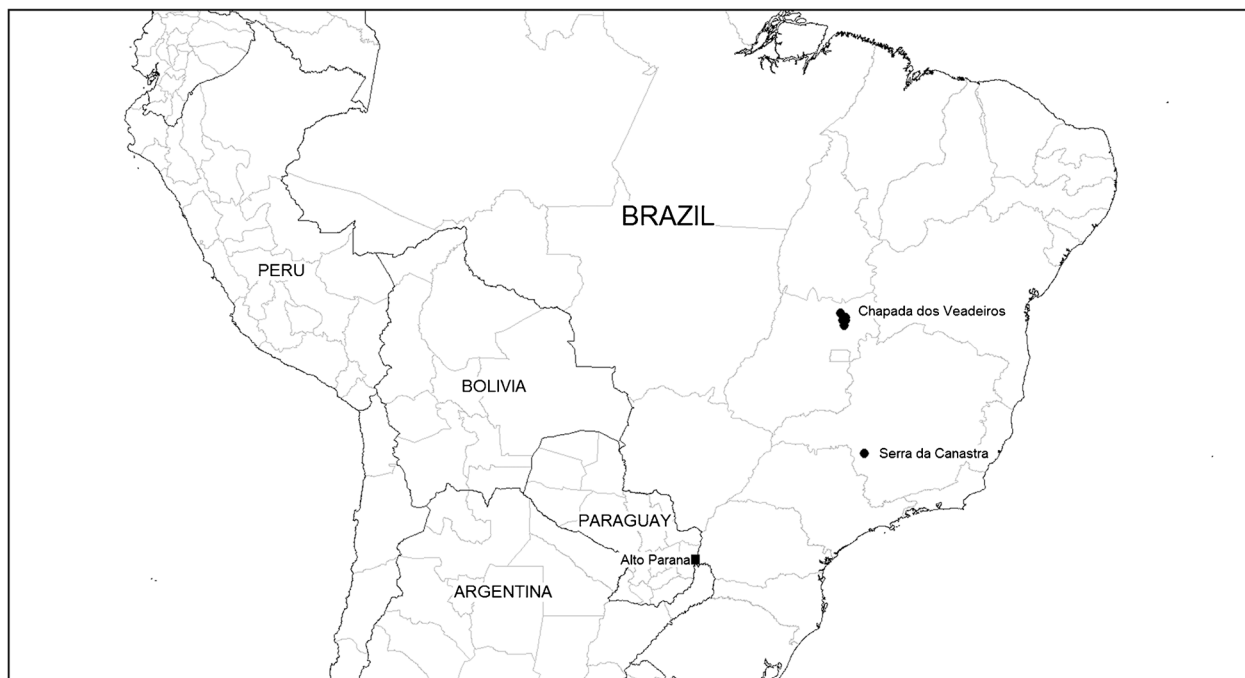 BRAZIL
PERU
Chapada dos Veadeiros
BOLIVIA
Serra da Canastra
PARAGUAY
Alto Parana
ARGENTINA